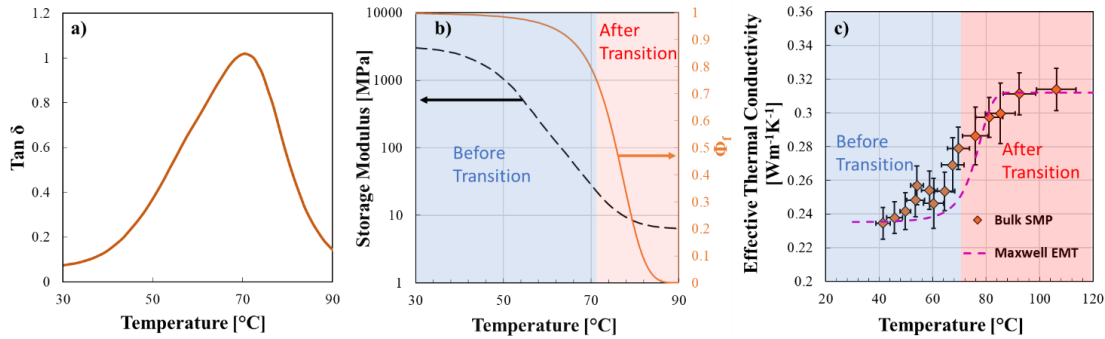 a)
1.2
1
0.8
0.6
0.4
0.2
0
Tan δ
30
50
70
90
Temperature [°C]
b)
10000
1000
100
10
1
Storage Modulus [MPa]
After
Transition
Before
Transition
1
0.9
0.8
0.7
0.6
0.5
0.4
0.3
0.2
0.1
0
Φf
30
50
70
90
Temperature [°C]
c)
0.36
0.34
0.32
0.3
0.28
0.26
0.24
0.22
0.2
Effective Thermal Conductivity
[Wm⁻¹K⁻¹]
Before
Transition
After
Transition
Bulk SMP
Maxwell EMT
20
40
60
80
100
120
Temperature [°C]